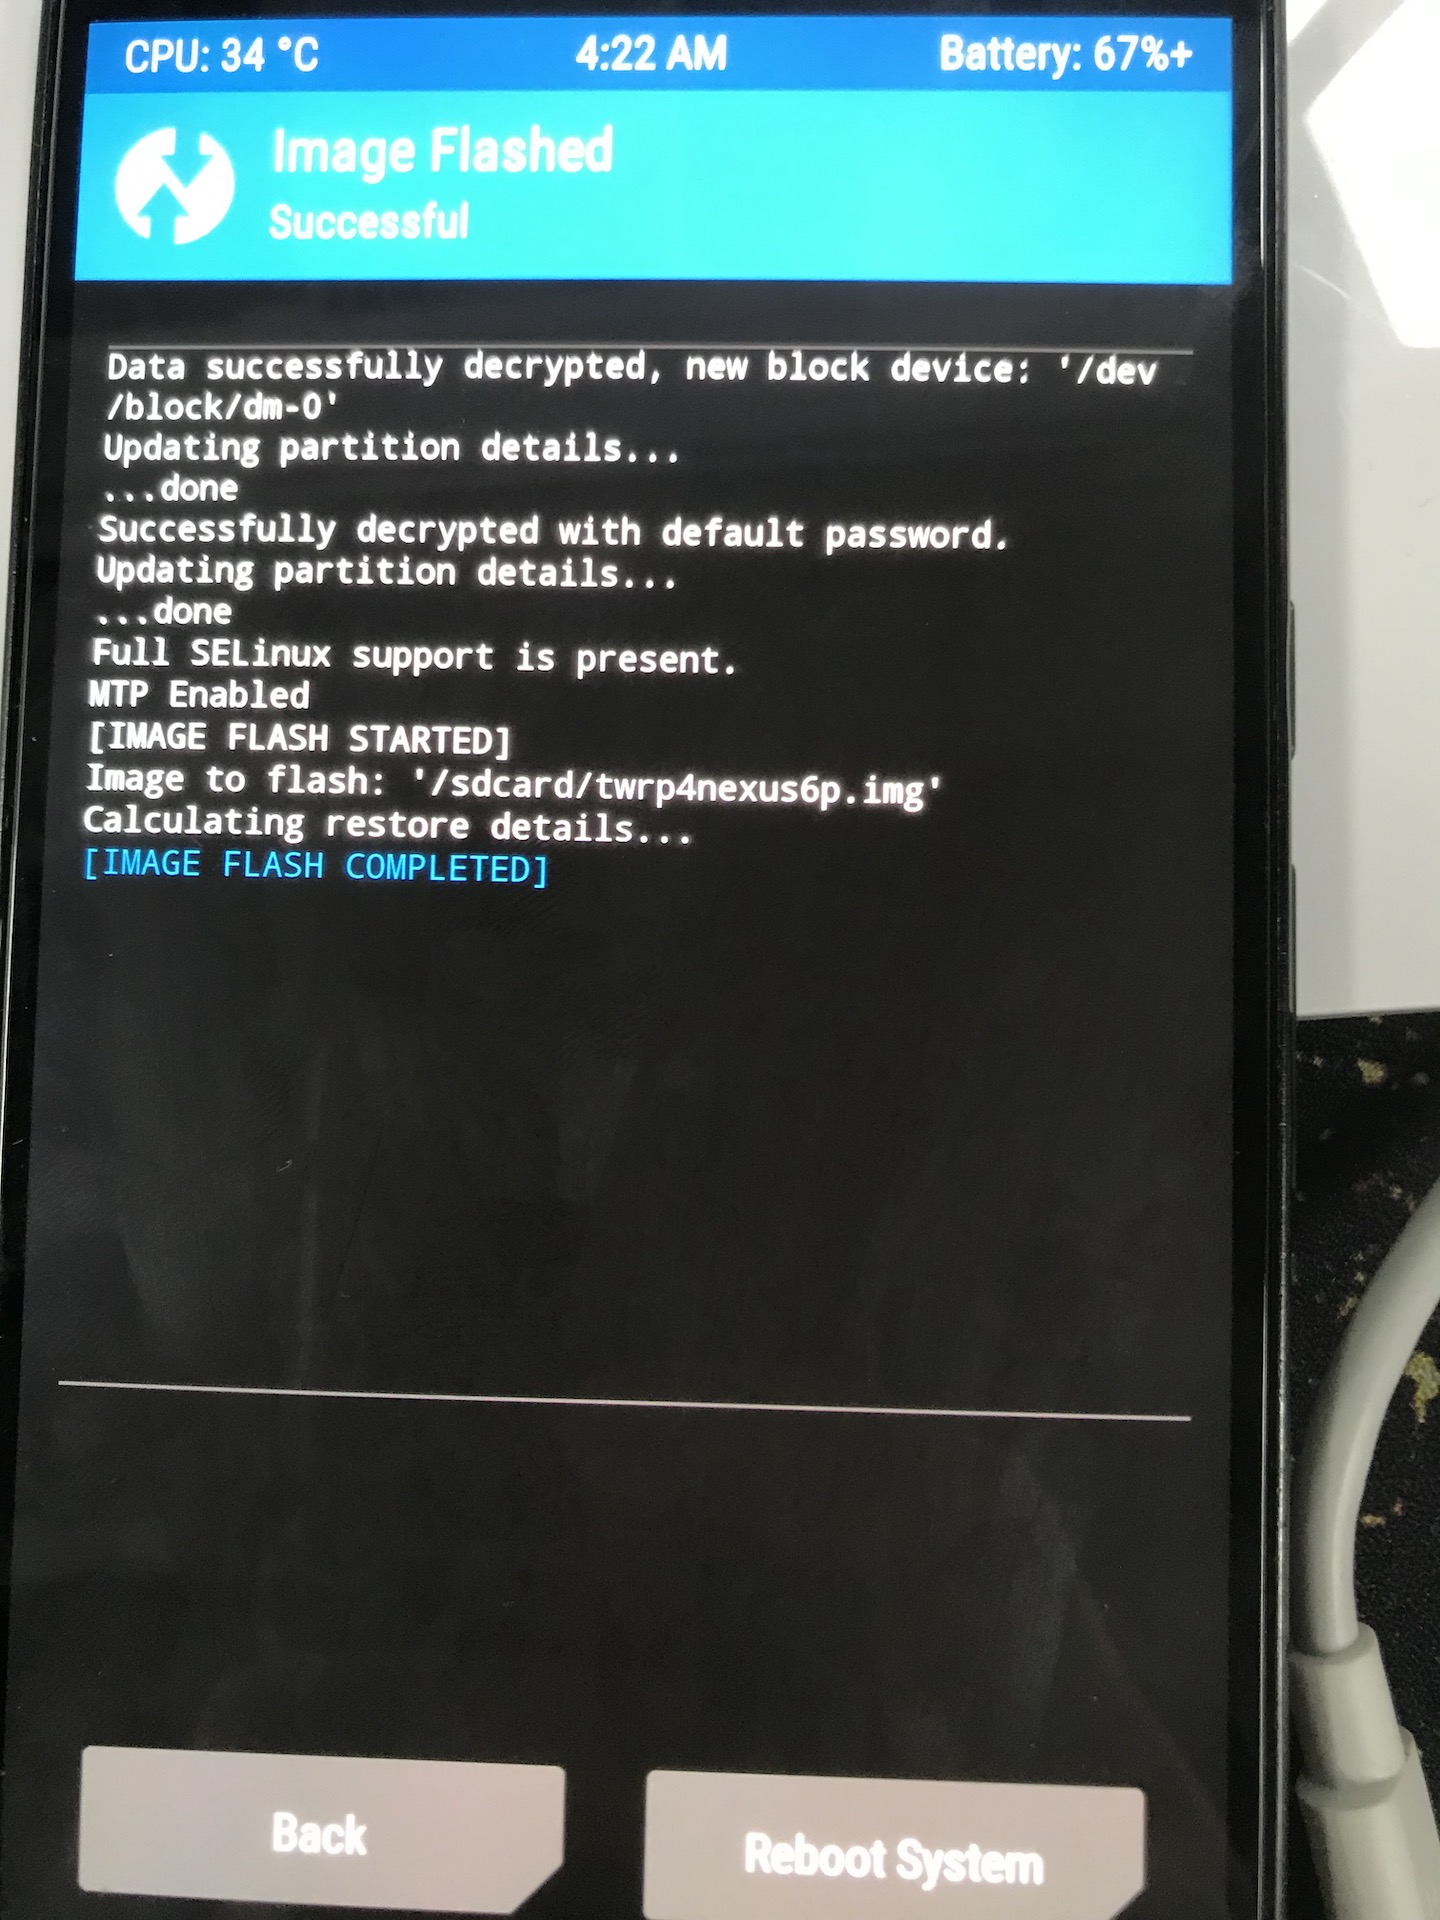 CPU: 34 °C 4:22 AM Battery: 67%+
Image Flashed
Successful
Data successfully decrypted, new block device: '/dev
/block/dm-0'
Updating partition details...
...done
Successfully decrypted with default password.
Updating partition details...
...done
Full SELinux support is present.
MTP Enabled
[IMAGE FLASH STARTED]
Image to flash: '/sdcard/twrp4nexus6p.img'
Calculating restore details...
[IMAGE FLASH COMPLETED]
Back Reboot System